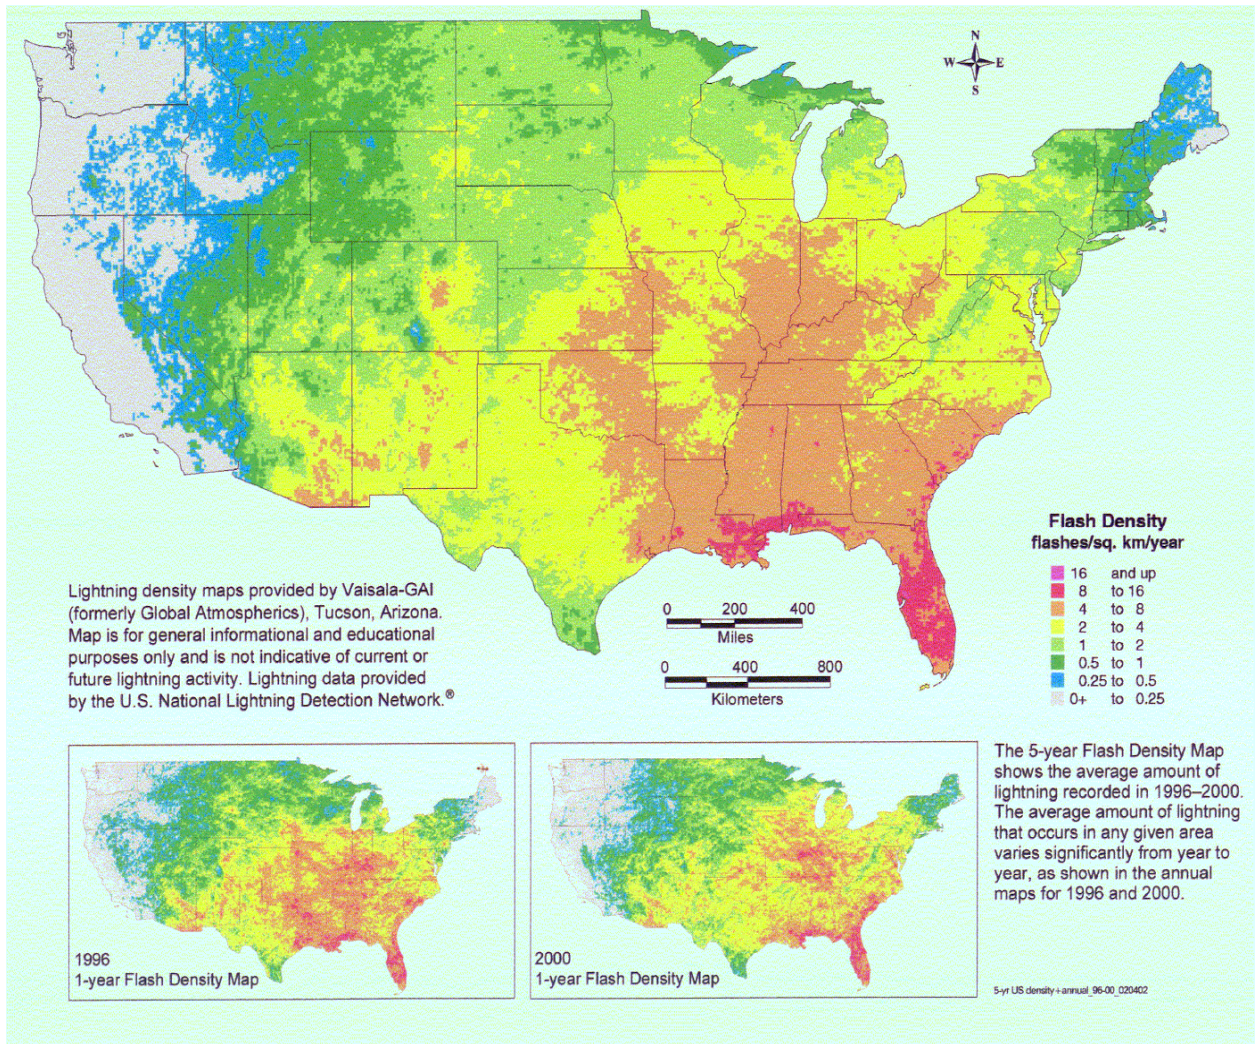 N
W E
S
Flash Density
flashes/sq. km/year
16 and up
8 to 16
4 to 8
2 to 4
1 to 2
0.5 to 1
0.25 to 0.5
0+ to 0.25
Lightning density maps provided by Vaisala-GAI
(formerly Global Atmospherics), Tucson, Arizona.
Map is for general informational and educational
purposes only and is not indicative of current or
future lightning activity. Lightning data provided
by the U.S. National Lightning Detection Network.®
0 200 400
Miles
0 400 800
Kilometers
1996
1-year Flash Density Map
2000
1-year Flash Density Map
The 5-year Flash Density Map
shows the average amount of
lightning recorded in 1996–2000.
The average amount of lightning
that occurs in any given area
varies significantly from year to
year, as shown in the annual
maps for 1996 and 2000.
5-yr US density+annual_96-00_020402